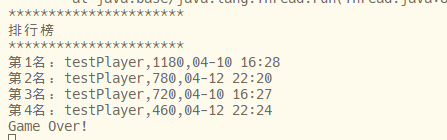 at java.base/java.lang.Thread.run(Thread.java:
**********************
排行榜
**********************
第1名：testPlayer,1180,04-10 16:28
第2名：testPlayer,780,04-12 22:20
第3名：testPlayer,720,04-10 16:27
第4名：testPlayer,460,04-12 22:24
Game Over!